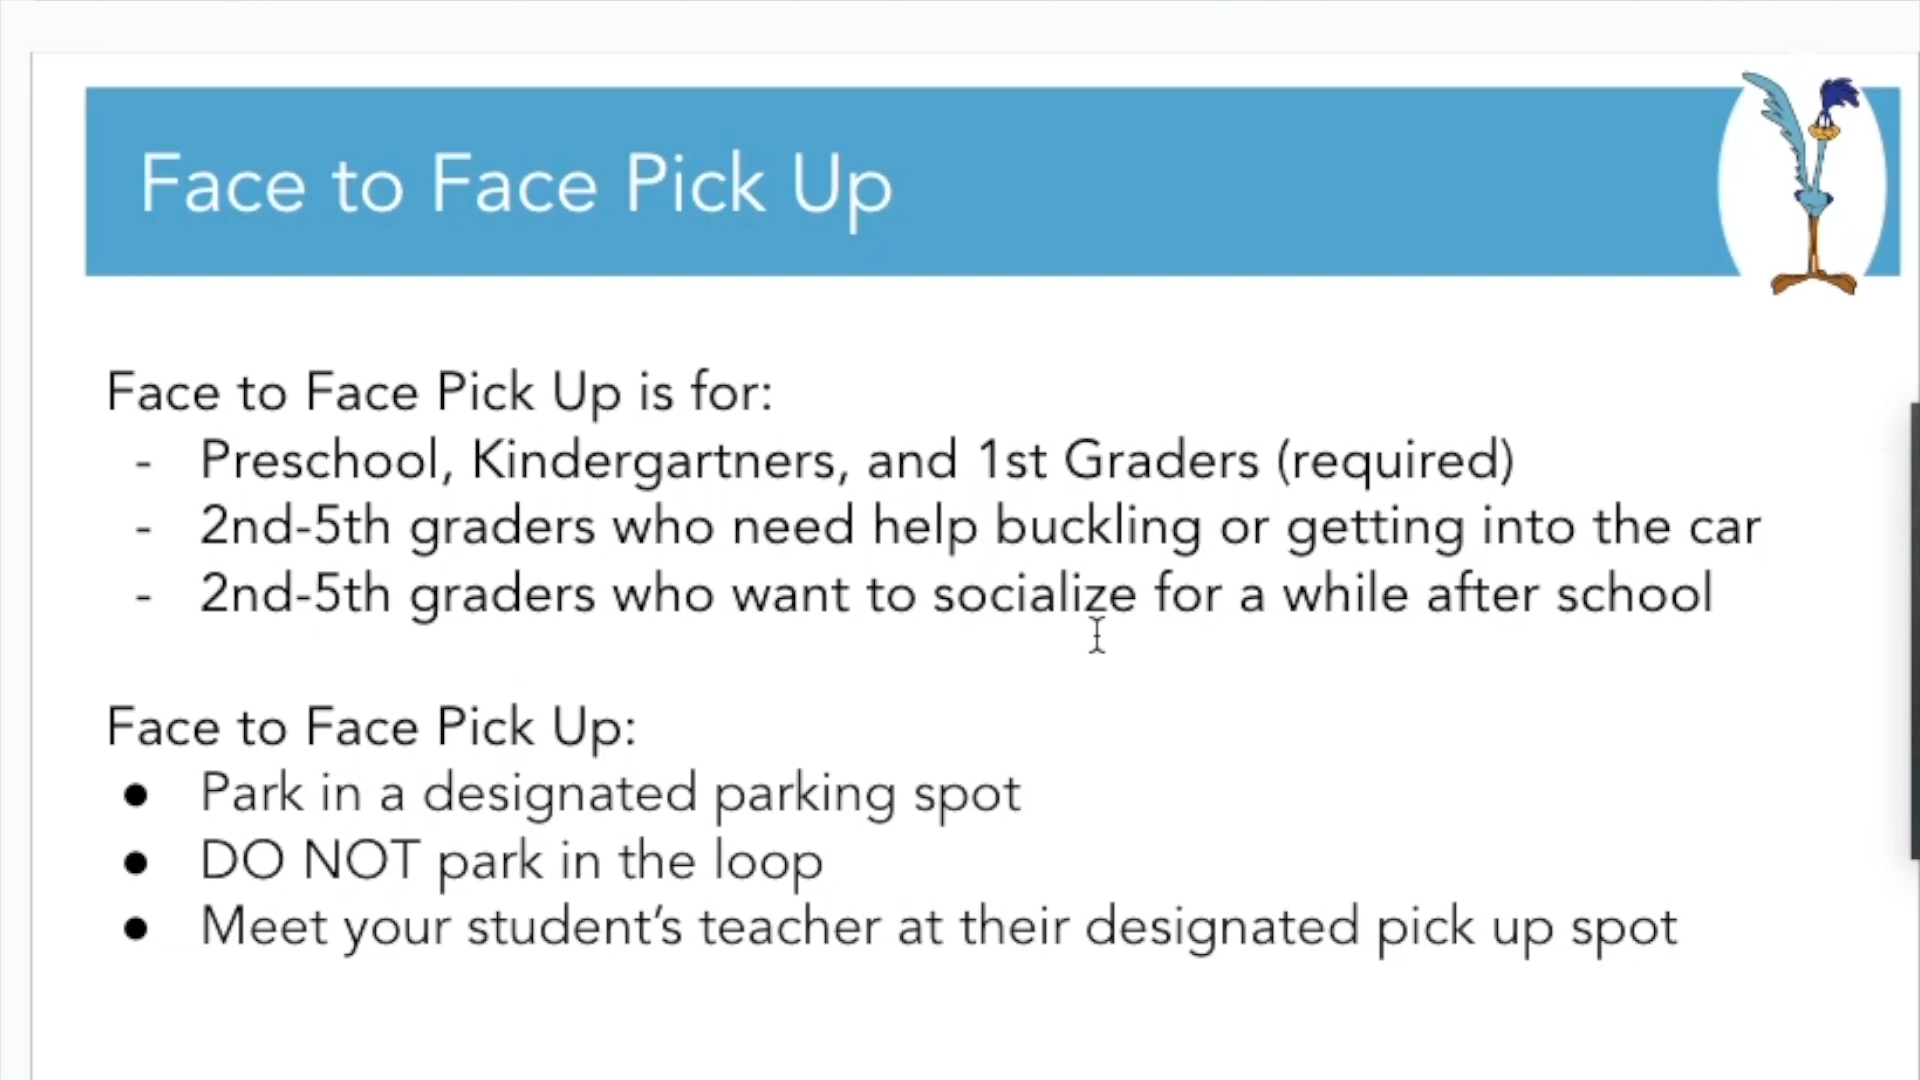 Face to Face Pick Up
Face to Face Pick Up is for:
- Preschool, Kindergartners, and 1st Graders (required)
- 2nd-5th graders who need help buckling or getting into the car
- 2nd-5th graders who want to socialize for a while after school
Face to Face Pick Up:
● Park in a designated parking spot
● DO NOT park in the loop
● Meet your student’s teacher at their designated pick up spot